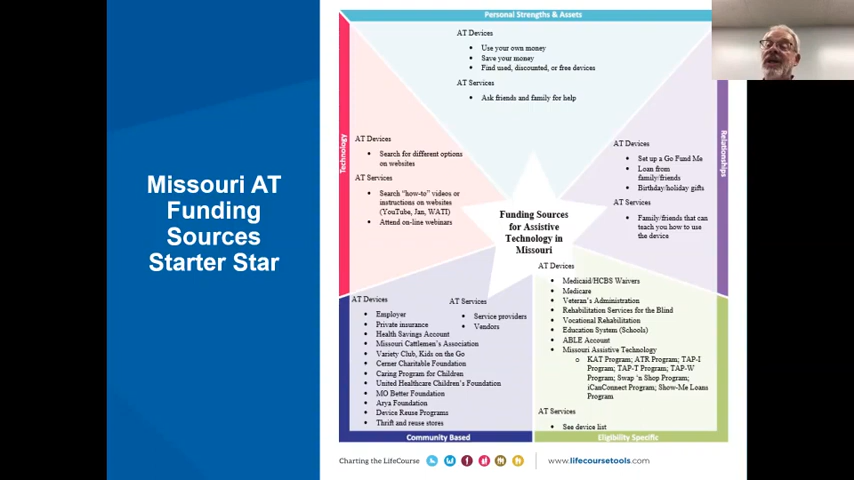 Missouri AT
Funding
Sources
Starter Star
Personal Strengths & Assets
AT Devices
• Use your own money
• Save your money
• Find used, discounted, or free devices
AT Services
• Ask friends and family for help
Technology
AT Devices
• Search for different options
on websites
AT Services
• Search “how-to” videos or
instructions on websites
(YouTube, Jan, WATI)
• Attend on-line webinars
Relationships
AT Devices
• Set up a Go Fund Me
• Loan from
family/friends
• Birthday/holiday gifts
AT Services
• Family/friends that can
teach you how to use
the device
Funding Sources
for Assistive
Technology in
Missouri
AT Devices
• Employer
• Private insurance
• Health Savings Account
• Missouri Cattlemen’s Association
• Variety Club, Kids on the Go
• Cerner Charitable Foundation
• Caring Program for Children
• United Healthcare Children’s Foundation
• MO Better Foundation
• Arya Foundation
• Device Reuse Programs
• Thrift and reuse stores
AT Services
• Service providers
• Vendors
Community Based
AT Devices
• Medicaid/HCBS Waivers
• Medicare
• Veteran’s Administration
• Rehabilitation Services for the Blind
• Vocational Rehabilitation
• Education System (Schools)
• ABLE Account
• Missouri Assistive Technology
o KAT Program; ATR Program; TAP-I
Program; TAP-T Program; TAP-W
Program; Swap ‘n Shop Program;
iCanConnect Program; Show-Me Loans
Program
AT Services
• See device list
Eligibility Specific
Charting the LifeCourse
www.lifecoursetools.com